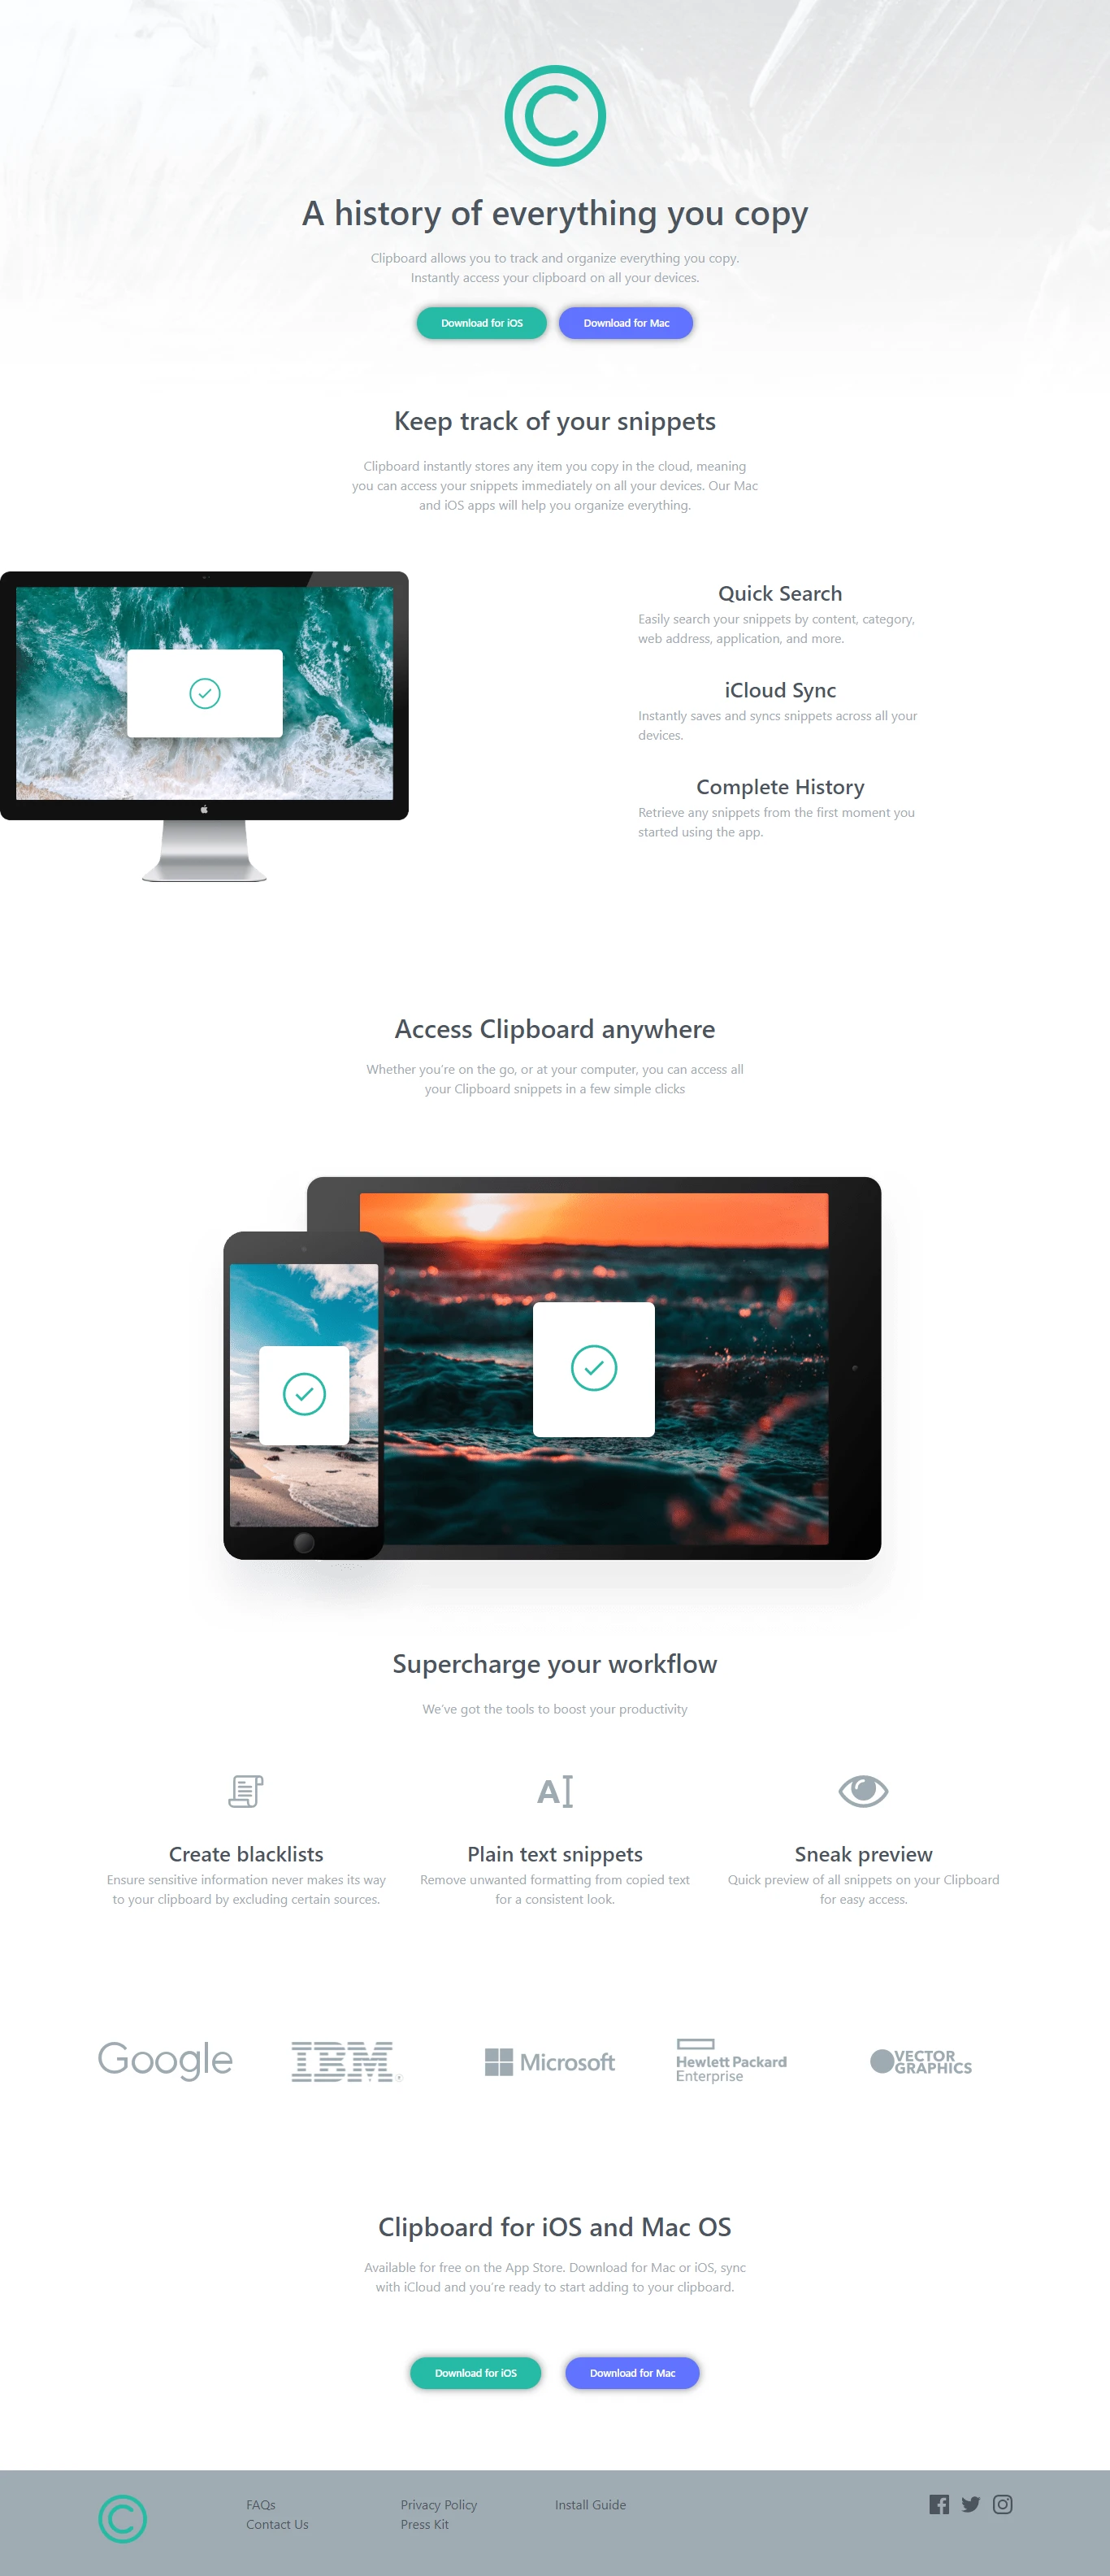 A history of everything you copy
Clipboard allows you to track and organize everything you copy.
Instantly access your clipboard on all your devices.
Download for iOS
Download for Mac
Keep track of your snippets
Clipboard instantly stores any item you copy in the cloud, meaning
you can access your snippets immediately on all your devices. Our Mac
and iOS apps will help you organize everything.
Quick Search
Easily search your snippets by content, category,
web address, application, and more.
iCloud Sync
Instantly saves and syncs snippets across all your
devices.
Complete History
Retrieve any snippets from the first moment you
started using the app.
Access Clipboard anywhere
Whether you’re on the go, or at your computer, you can access all
your Clipboard snippets in a few simple clicks
Supercharge your workflow
We’ve got the tools to boost your productivity
Create blacklists
Ensure sensitive information never makes its way
to your clipboard by excluding certain sources.
Plain text snippets
Remove unwanted formatting from copied text
for a consistent look.
Sneak preview
Quick preview of all snippets on your Clipboard
for easy access.
Google
IBM
Microsoft
Hewlett Packard
Enterprise
VECTOR
GRAPHICS
Clipboard for iOS and Mac OS
Available for free on the App Store. Download for Mac or iOS, sync
with iCloud and you’re ready to start adding to your clipboard.
Download for iOS
Download for Mac
FAQs
Contact Us
Privacy Policy
Press Kit
Install Guide